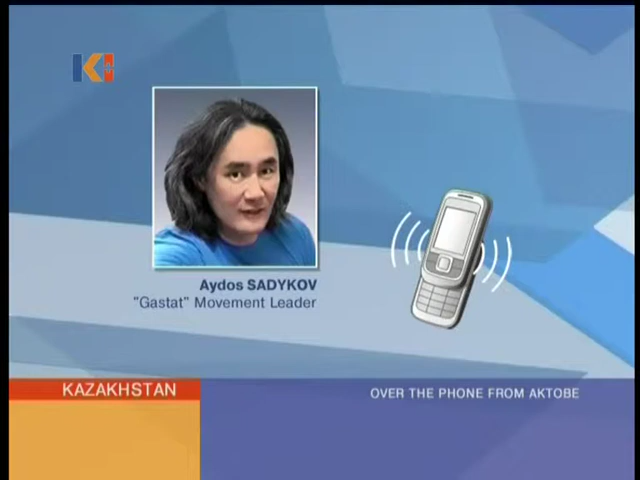 K+
Aydos SADYKOV
"Gastat" Movement Leader
KAZAKHSTAN
OVER THE PHONE FROM AKTOBE